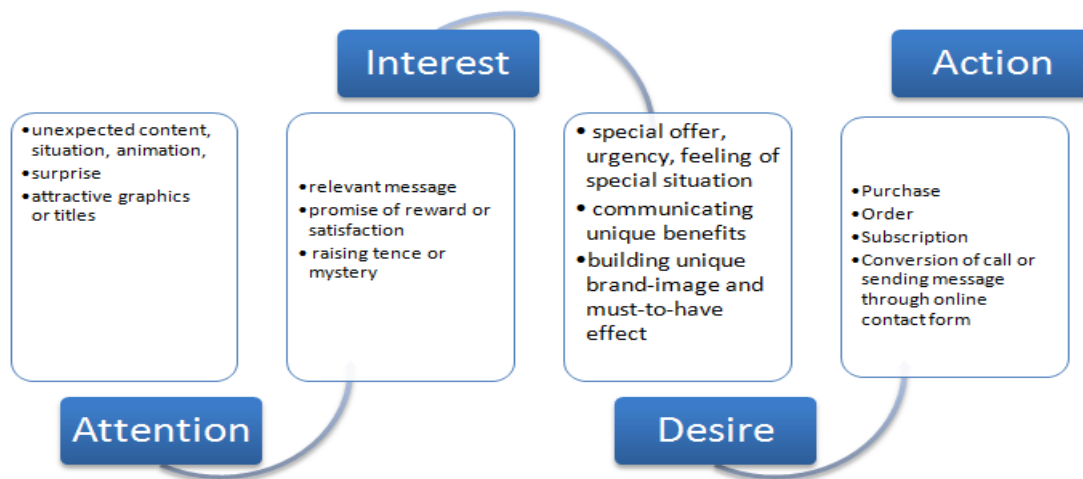 Attention
•unexpected content,
situation, animation,
•surprise
•attractive graphics
or titles
Interest
•relevant message
•promise of reward or
satisfaction
• raising tence or
mystery
Desire
• special offer,
urgency, feeling of
special situation
• communicating
unique benefits
•building unique
brand-image and
must-to-have
effect
Action
•Purchase
•Order
•Subscription
•Conversion of call or
sending message
through online
contact form